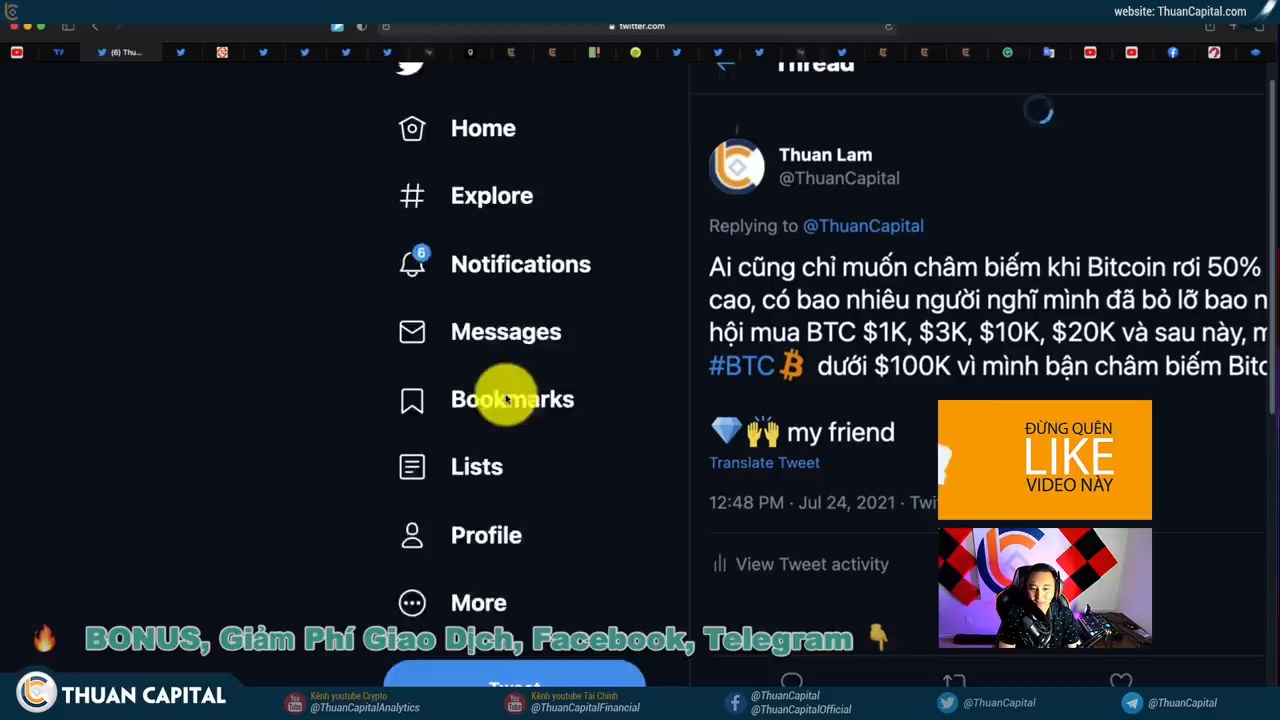 website: ThuanCapital.com
twitter.com
(6) Thu...
Thread
Home
Explore
Notifications
6
Messages
Bookmarks
Lists
Profile
More
Tweet
Thuan Lam
@ThuanCapital
Replying to @ThuanCapital
Ai cũng chỉ muốn châm biếm khi Bitcoin rơi 50%
cao, có bao nhiêu người nghĩ mình đã bỏ lỡ bao n
hội mua BTC $1K, $3K, $10K, $20K và sau này, m
#BTC dưới $100K vì mình bận châm biếm Bitc
💎🙌 my friend
Translate Tweet
12:48 PM · Jul 24, 2021 · Twi
View Tweet activity
ĐỪNG QUÊN
LIKE
VIDEO NÀY
🔥 BONUS, Giảm Phí Giao Dịch, Facebook, Telegram 👇
THUAN CAPITAL
Kênh youtube Crypto
@ThuanCapitalAnalytics
Kênh youtube Tài Chính
@ThuanCapitalFinancial
@ThuanCapital
@ThuanCapitalOfficial
@ThuanCapital
@ThuanCapital